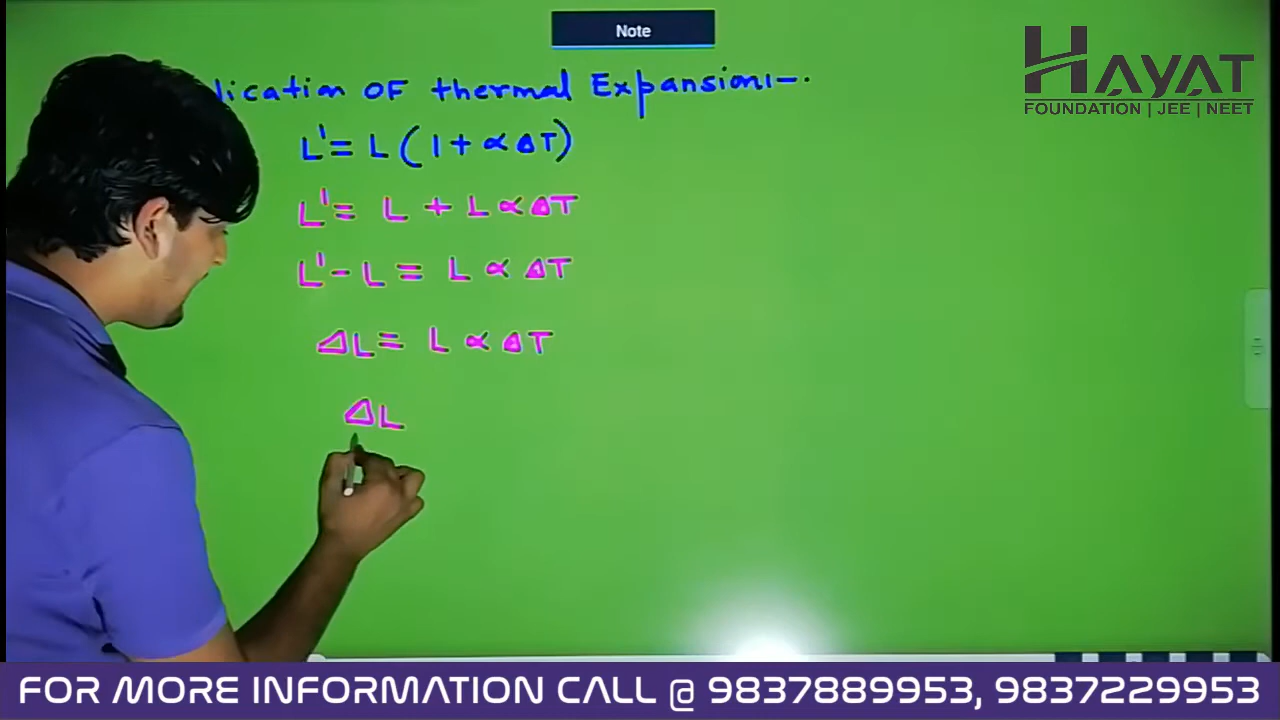 Note
HAYAT
FOUNDATION | JEE | NEET
lication OF thermal Expansion:-
L' = L (1 + α ΔT)
L' = L + L α ΔT
L' - L = L α ΔT
ΔL = L α ΔT
ΔL
FOR MORE INFORMATION CALL @ 9837889953, 9837229953